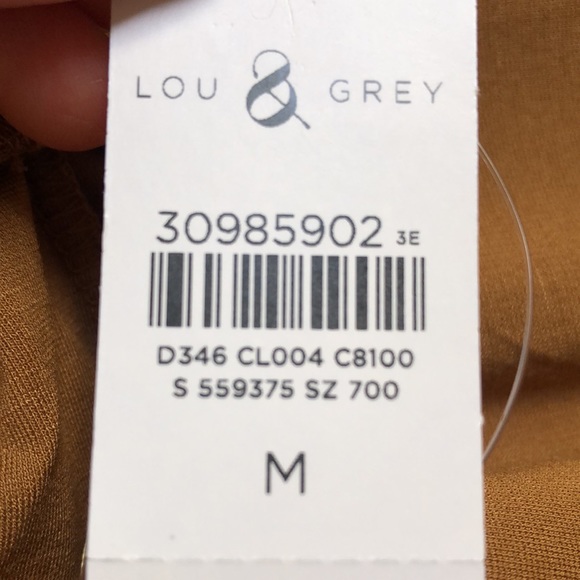 LOU & GREY
30985902 3E
D346 CL004 C8100
S 559375 SZ 700
M